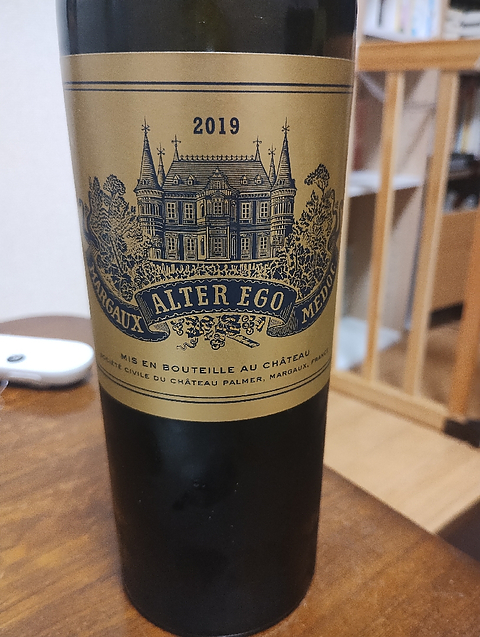 2019
MARGAUX ALTER EGO MEDOC
MIS EN BOUTEILLE AU CHÂTEAU
SOCIÉTÉ CIVILE DU CHÂTEAU PALMER, MARGAUX, FRANCE